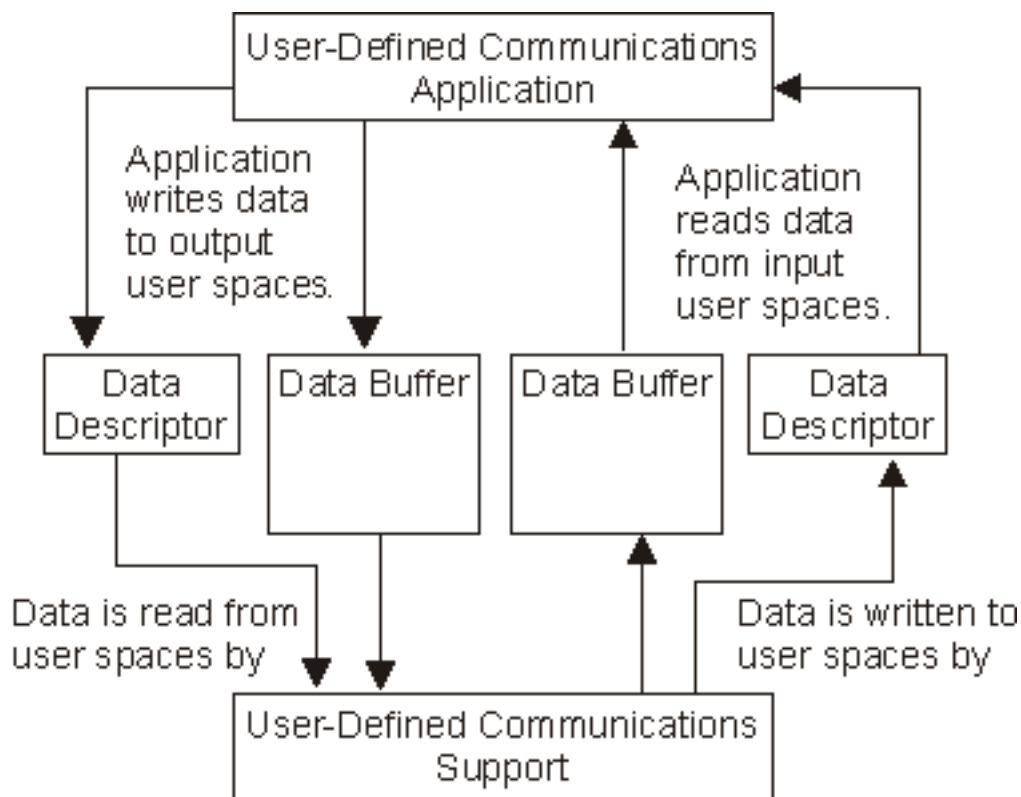 User-Defined Communications
Application
Application
writes data
to output
user spaces.
Application
reads data
from input
user spaces.
Data
Descriptor
Data Buffer
Data Buffer
Data
Descriptor
Data is read from
user spaces by
Data is written to
user spaces by
User-Defined Communications
Support